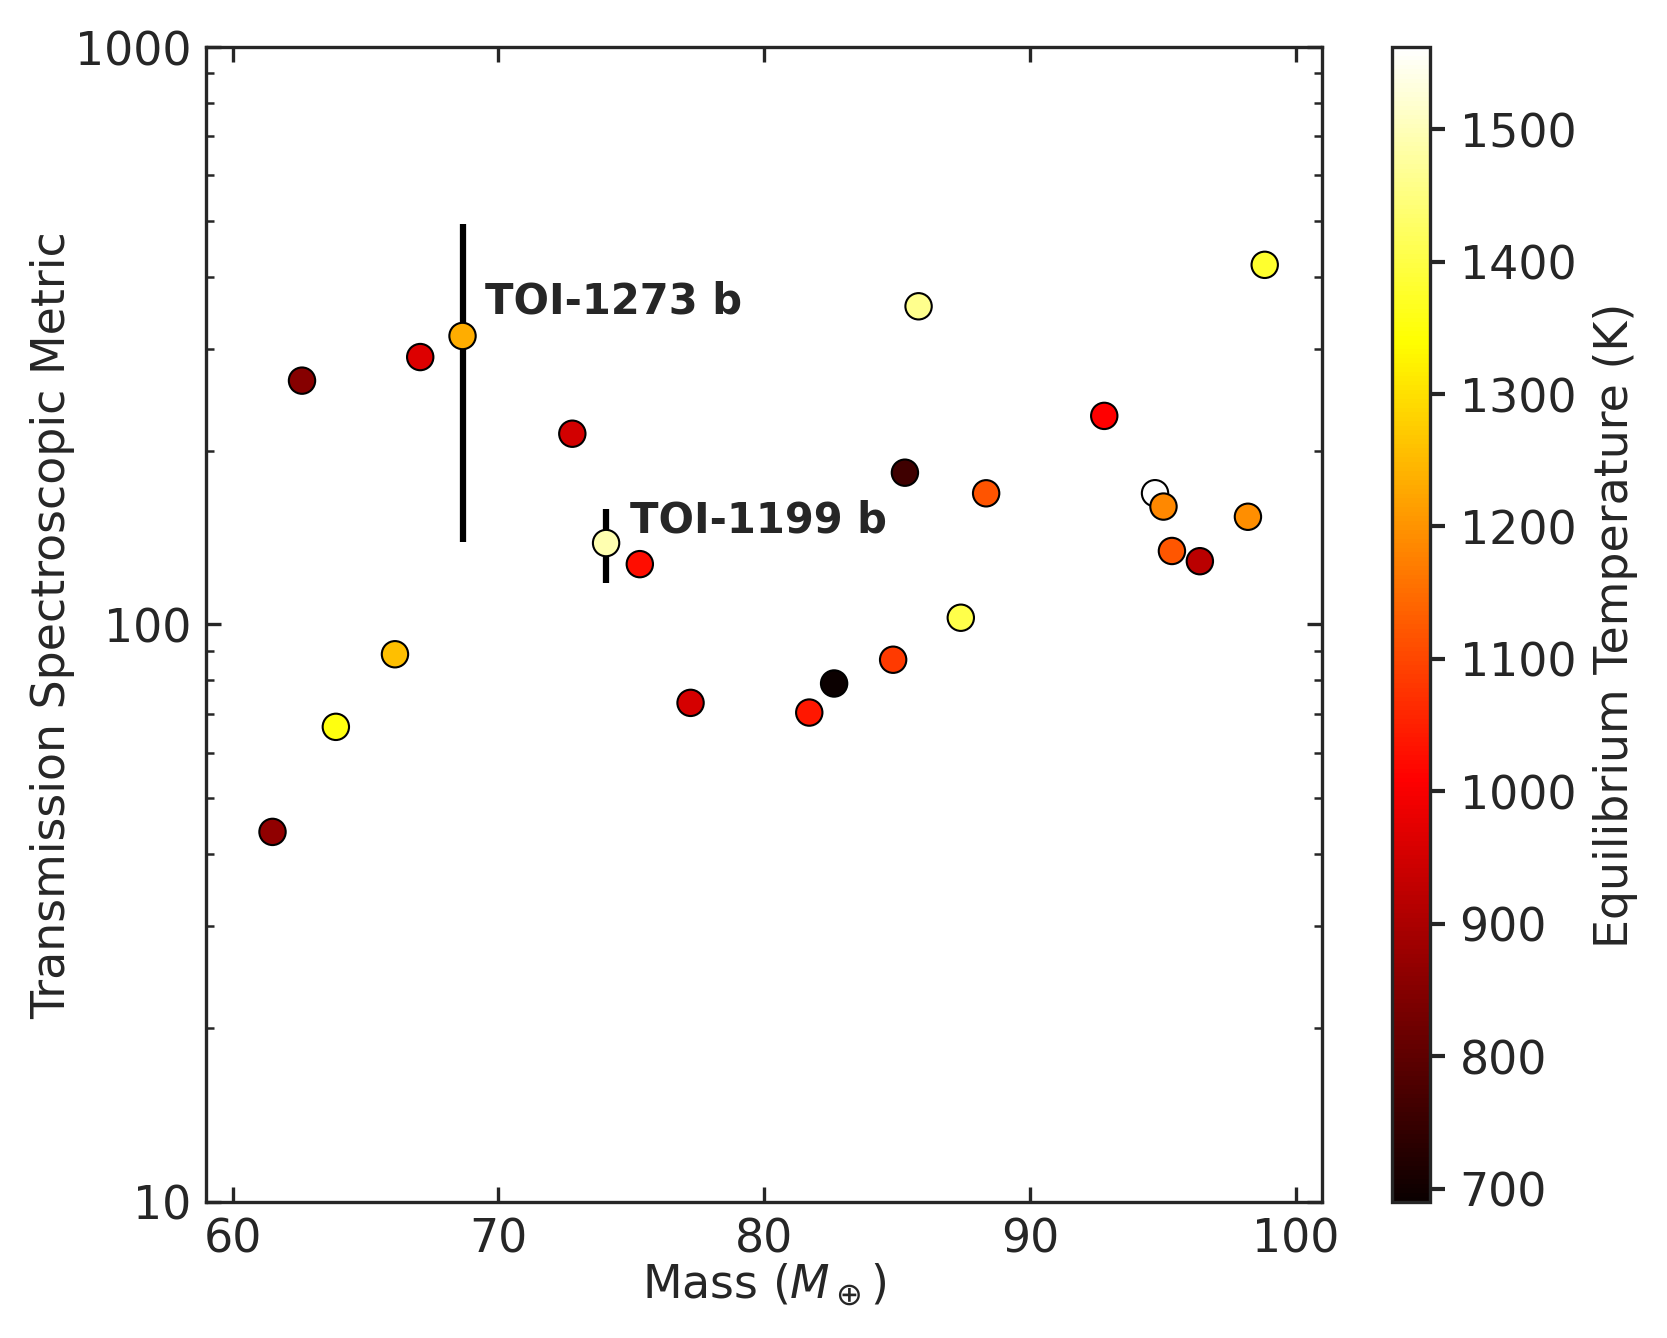 1000
100
10
Transmission Spectroscopic Metric
TOI-1273 b
TOI-1199 b
60 70 80 90 100
Mass (M⊕)
1500
1400
1300
1200
1100
1000
900
800
700
Equilibrium Temperature (K)